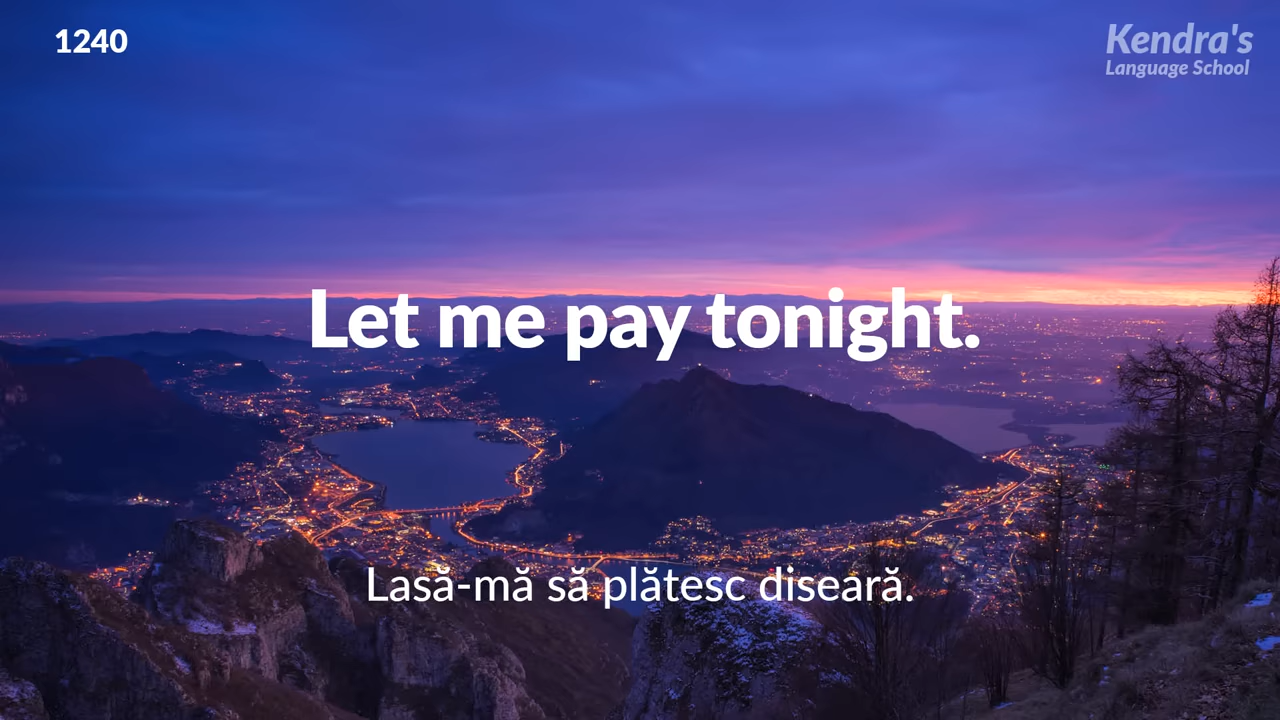 1240
Kendra's
Language School
Let me pay tonight.
Lasă-mă să plătesc diseară.